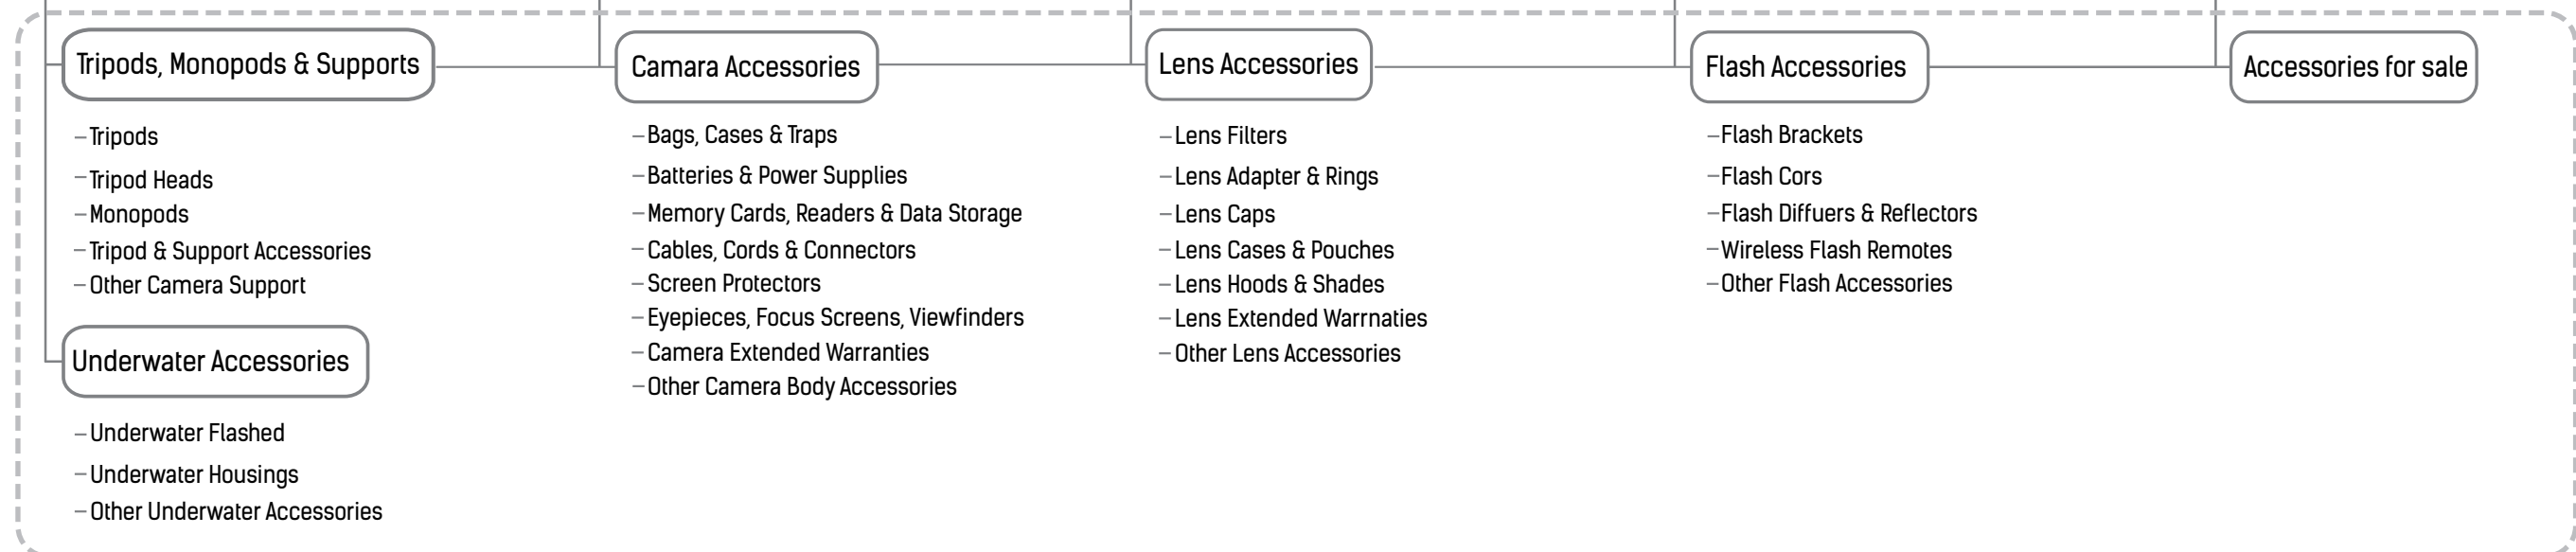 Tripods, Monopods & Supports
Tripods
Tripod Heads
Monopods
Tripod & Support Accessories
Other Camera Support
Underwater Accessories
Underwater Flashed
Underwater Housings
Other Underwater Accessories
Camara Accessories
Bags, Cases & Traps
Batteries & Power Supplies
Memory Cards, Readers & Data Storage
Cables, Cords & Connectors
Screen Protectors
Eyepieces, Focus Screens, Viewfinders
Camera Extended Warranties
Other Camera Body Accessories
Lens Accessories
Lens Filters
Lens Adapter & Rings
Lens Caps
Lens Cases & Pouches
Lens Hoods & Shades
Lens Extended Warrnaties
Other Lens Accessories
Flash Accessories
Flash Brackets
Flash Cors
Flash Diffuers & Reflectors
Wireless Flash Remotes
Other Flash Accessories
Accessories for sale